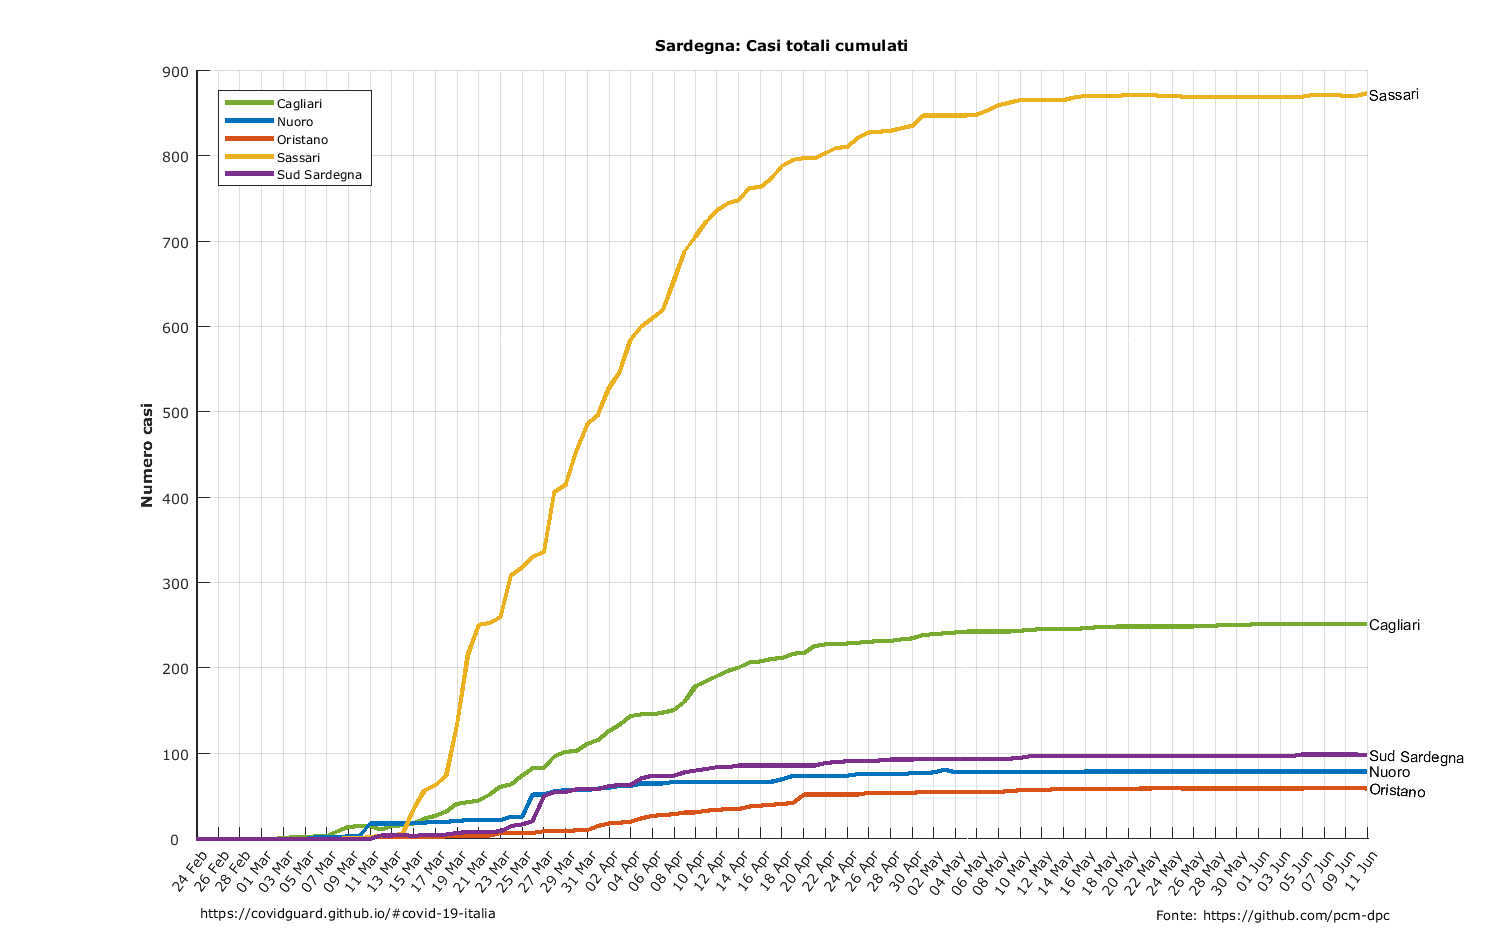 Sardegna: Casi totali cumulati
900
800
700
600
500
400
300
200
100
0
Numero casi
Cagliari
Nuoro
Oristano
Sassari
Sud Sardegna
Sassari
Cagliari
Sud Sardegna
Nuoro
Oristano
24 Feb
26 Feb
28 Feb
01 Mar
03 Mar
05 Mar
07 Mar
09 Mar
11 Mar
13 Mar
15 Mar
17 Mar
19 Mar
21 Mar
23 Mar
25 Mar
27 Mar
29 Mar
31 Mar
02 Apr
04 Apr
06 Apr
08 Apr
10 Apr
12 Apr
14 Apr
16 Apr
18 Apr
20 Apr
22 Apr
24 Apr
26 Apr
28 Apr
30 Apr
02 May
04 May
06 May
08 May
10 May
12 May
14 May
16 May
18 May
20 May
22 May
24 May
26 May
28 May
30 May
01 Jun
03 Jun
05 Jun
07 Jun
09 Jun
11 Jun
https://covidguard.github.io/#covid-19-italia
Fonte: https://github.com/pcm-dpc